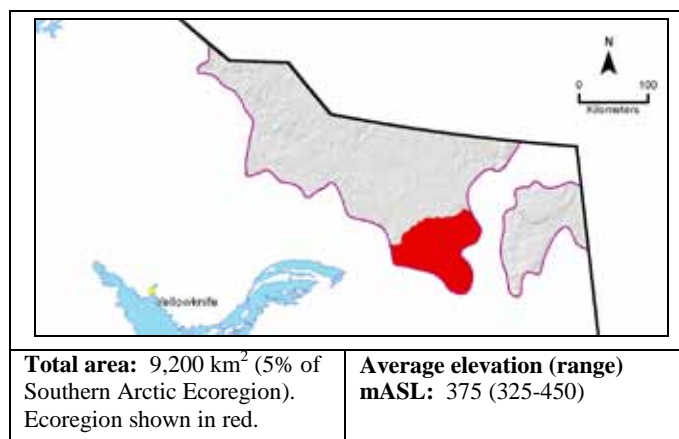 N
0 100
Kilometers
Yellowknife
Total area: 9,200 km² (5% of
Southern Arctic Ecoregion).
Ecoregion shown in red.
Average elevation (range)
mASL: 375 (325-450)